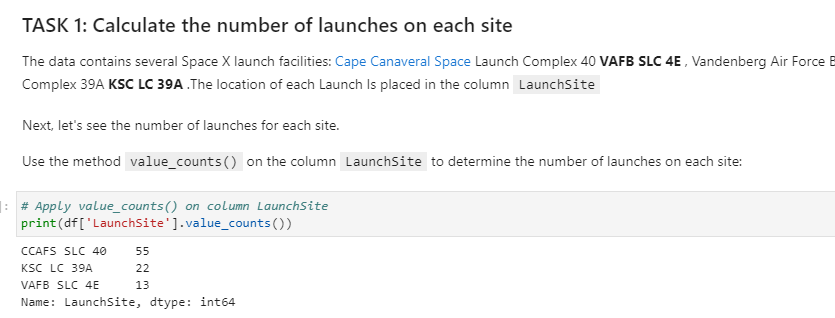 TASK 1: Calculate the number of launches on each site
The data contains several Space X launch facilities: Cape Canaveral Space Launch Complex 40 VAFB SLC 4E , Vandenberg Air Force
Complex 39A KSC LC 39A .The location of each Launch Is placed in the column LaunchSite
Next, let's see the number of launches for each site.
Use the method value_counts() on the column LaunchSite to determine the number of launches on each site:
]: # Apply value_counts() on column LaunchSite
print(df['LaunchSite'].value_counts())
CCAFS SLC 40    55
KSC LC 39A      22
VAFB SLC 4E     13
Name: LaunchSite, dtype: int64